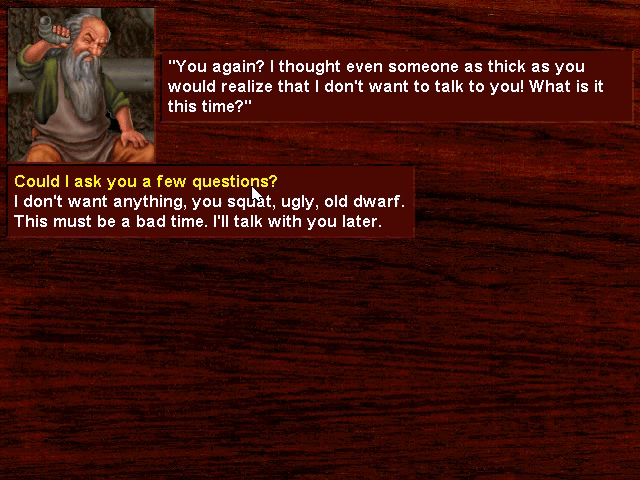 "You again? I thought even someone as thick as you
would realize that I don't want to talk to you! What is it
this time?"
Could I ask you a few questions?
I don't want anything, you squat, ugly, old dwarf.
This must be a bad time. I'll talk with you later.